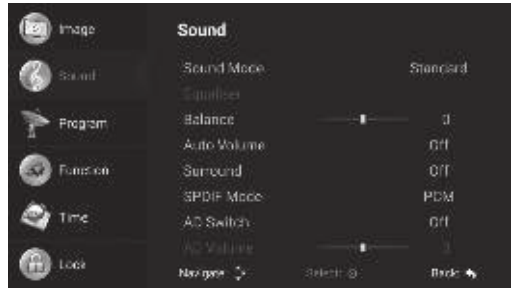 Image
Sound
Program
Function
Time
Lock
Sound
Sound Mode Standard
Equaliser
Balance 0
Auto Volume Off
Surround Off
SPDIF Mode PCM
AD Switch Off
AD Volume
Navigate Select Back